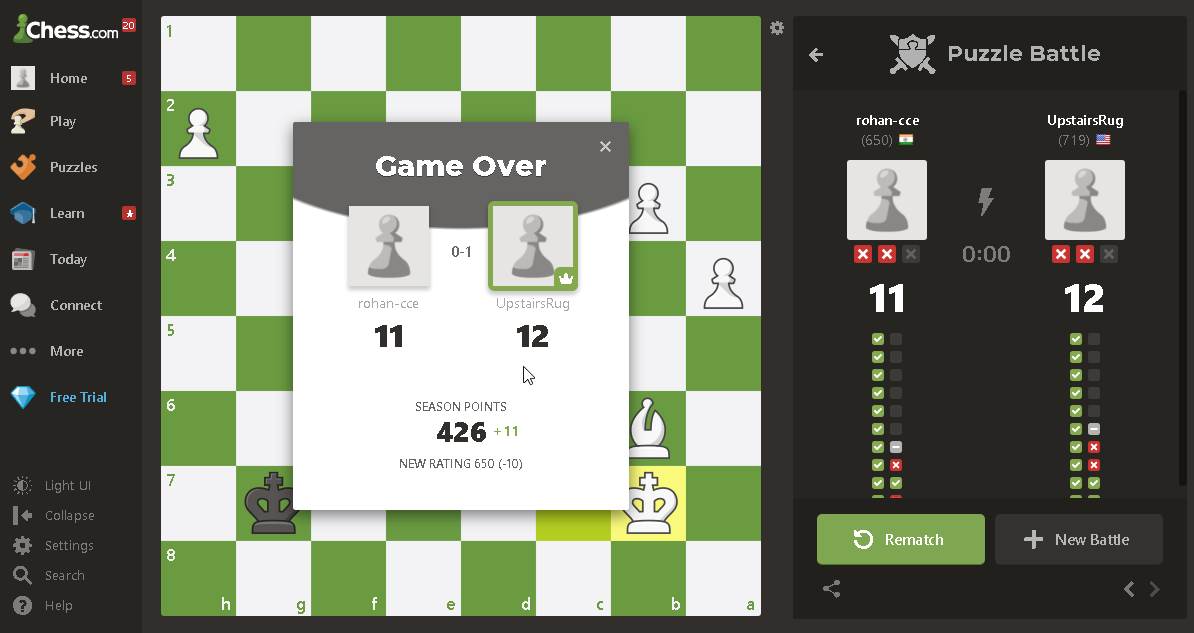 Chess.com 20
Home 5
Play
Puzzles
Learn
Today
Connect
More
Free Trial
Light UI
Collapse
Settings
Search
Help
1
2
3
4
5
6
7
8
h g f e d c b a
Game Over
0-1
rohan-cce UpstairsRug
11 12
SEASON POINTS
426 +11
NEW RATING 650 (-10)
Puzzle Battle
rohan-cce UpstairsRug
(650) (719)
0:00
11 12
Rematch New Battle